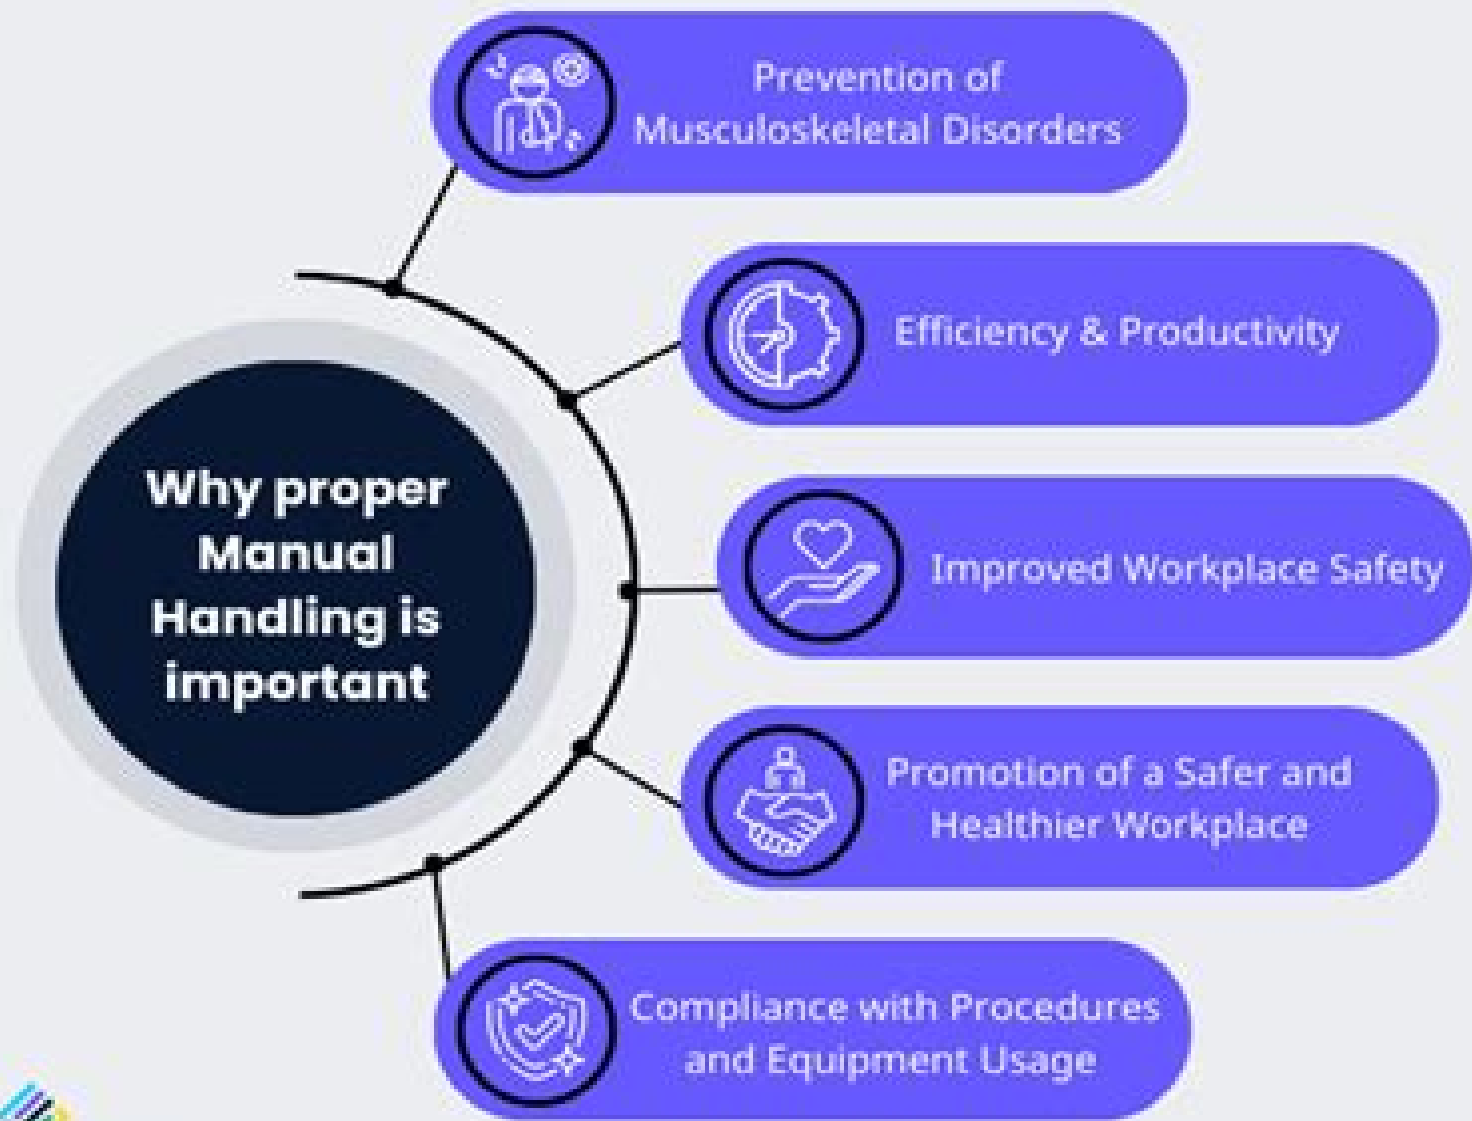 Prevention of
Musculoskeletal Disorders
Efficiency & Productivity
Why proper
Manual
Handling is
important
Improved Workplace Safety
Promotion of a Safer and
Healthier Workplace
Compliance with Procedures
and Equipment Usage